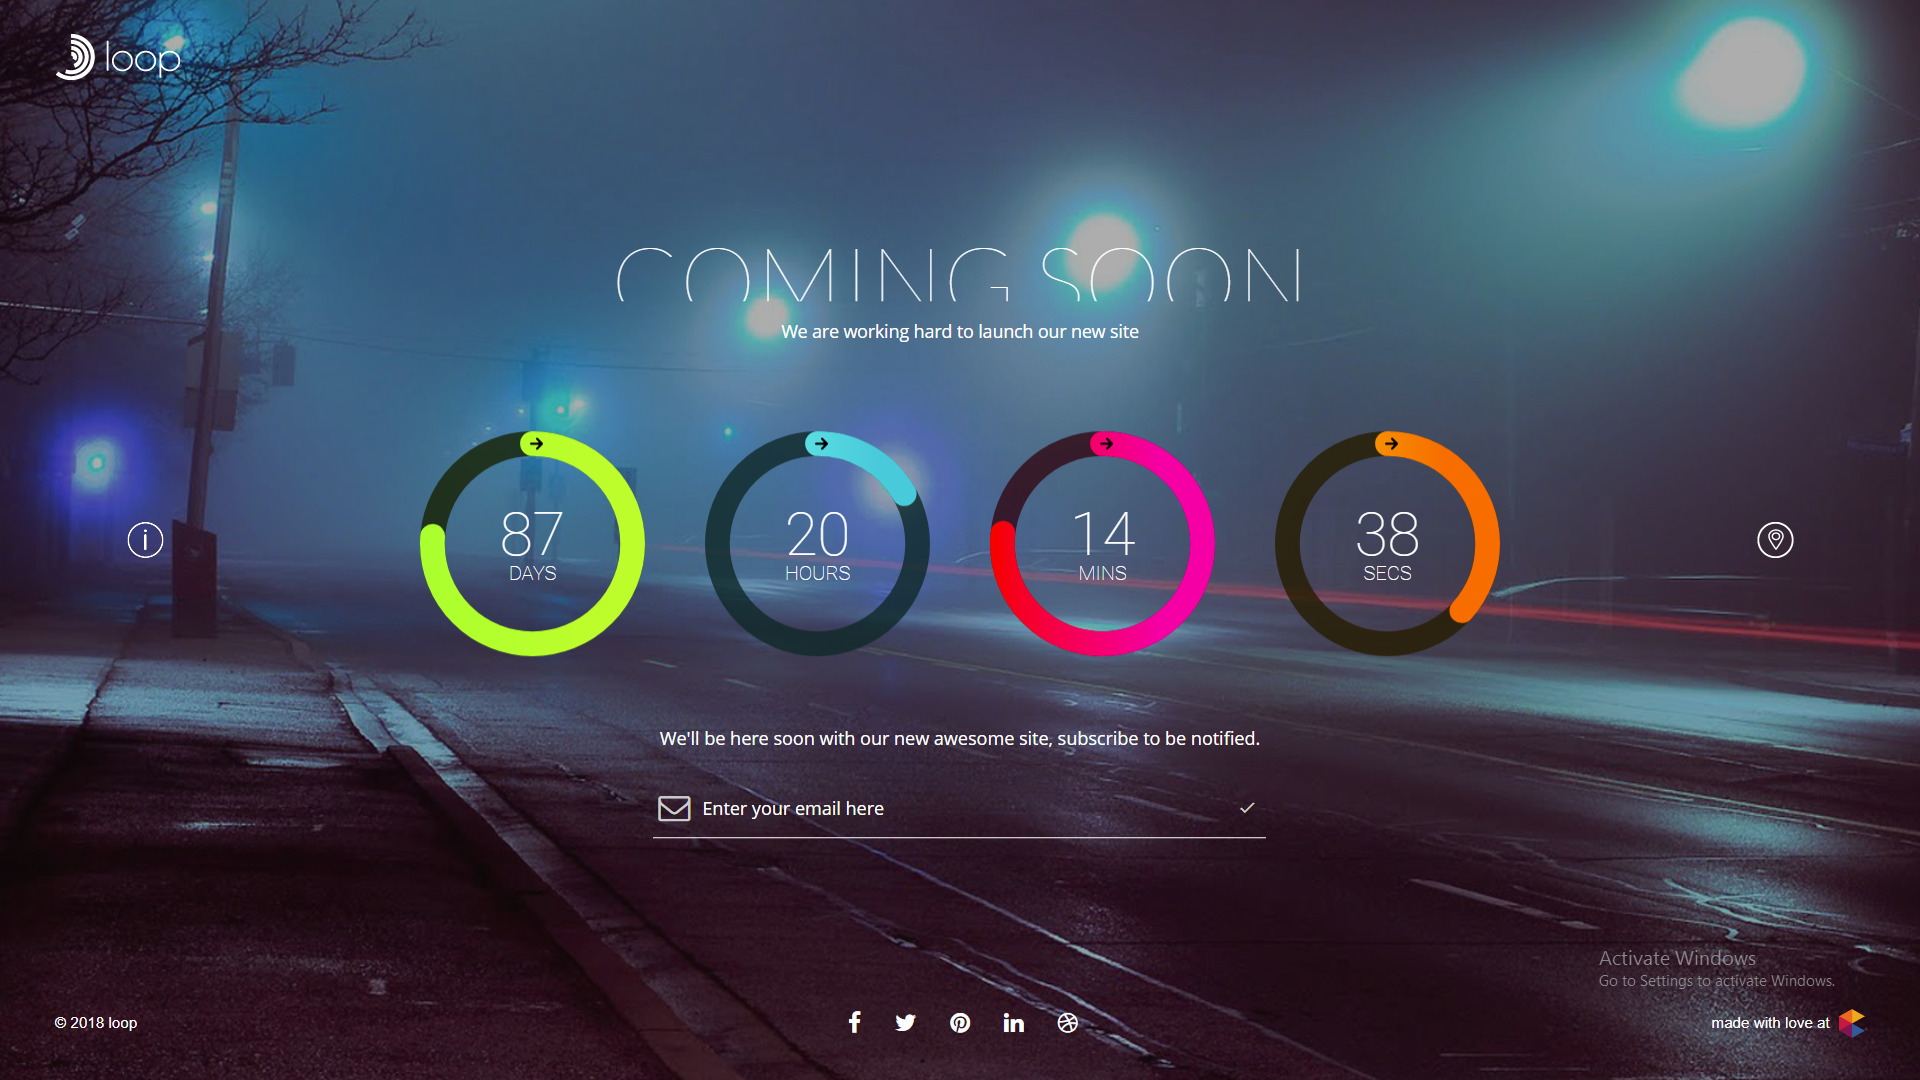 loop
COMING SOON
We are working hard to launch our new site
87 20 14 38
DAYS HOURS MINS SECS
We'll be here soon with our new awesome site, subscribe to be notified.
Enter your email here
Activate Windows
Go to Settings to activate Windows.
© 2018 loop
made with love at